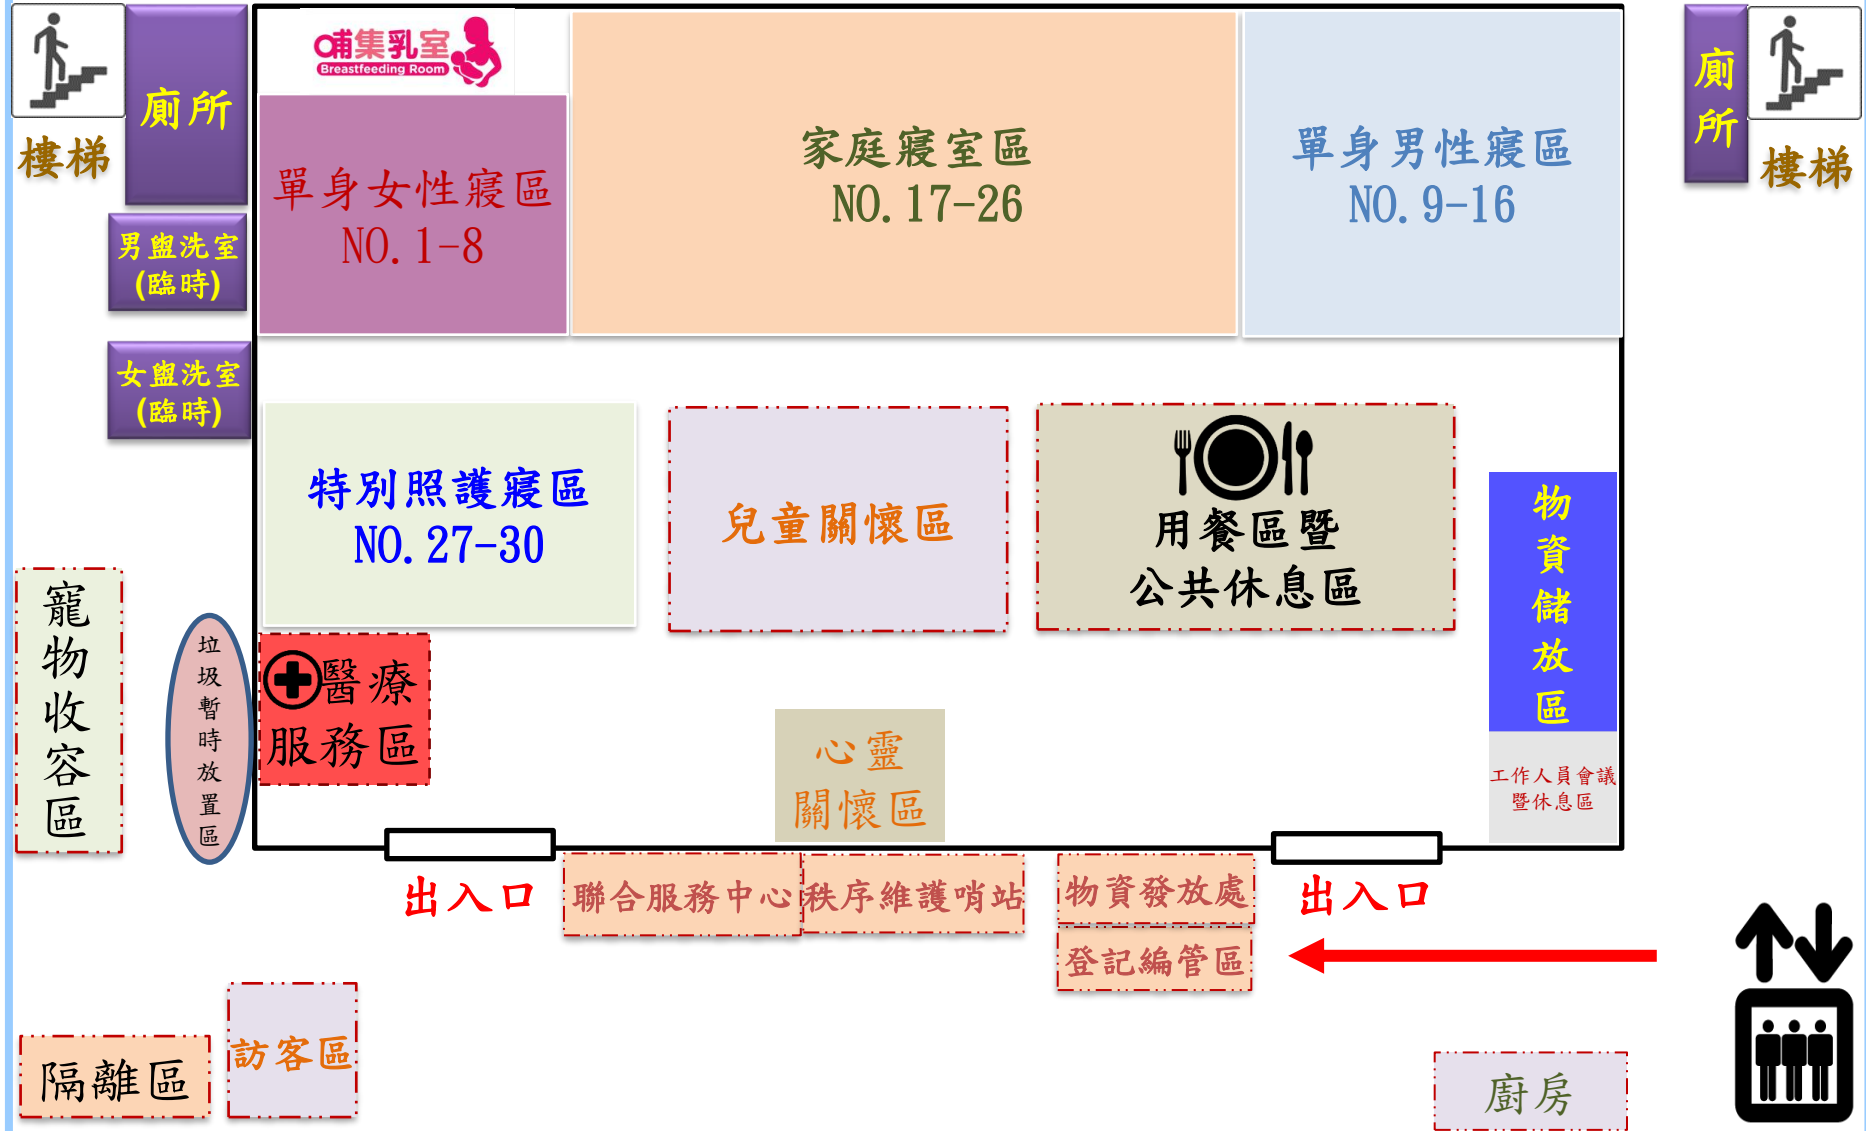 樓梯
廁所
哺集乳室
Breastfeeding Room
單身女性寢區
NO.1-8
家庭寢室區
NO.17-26
單身男性寢區
NO.9-16
廁所
樓梯
男盥洗室
(臨時)
女盥洗室
(臨時)
特別照護寢區
NO.27-30
兒童關懷區
用餐區暨
公共休息區
物資儲放區
寵物收容區
垃圾暫時放置區
醫療
服務區
心靈
關懷區
工作人員會議
暨休息區
出入口
聯合服務中心
秩序維護哨站
物資發放處
登記編管區
出入口
隔離區
訪客區
廚房